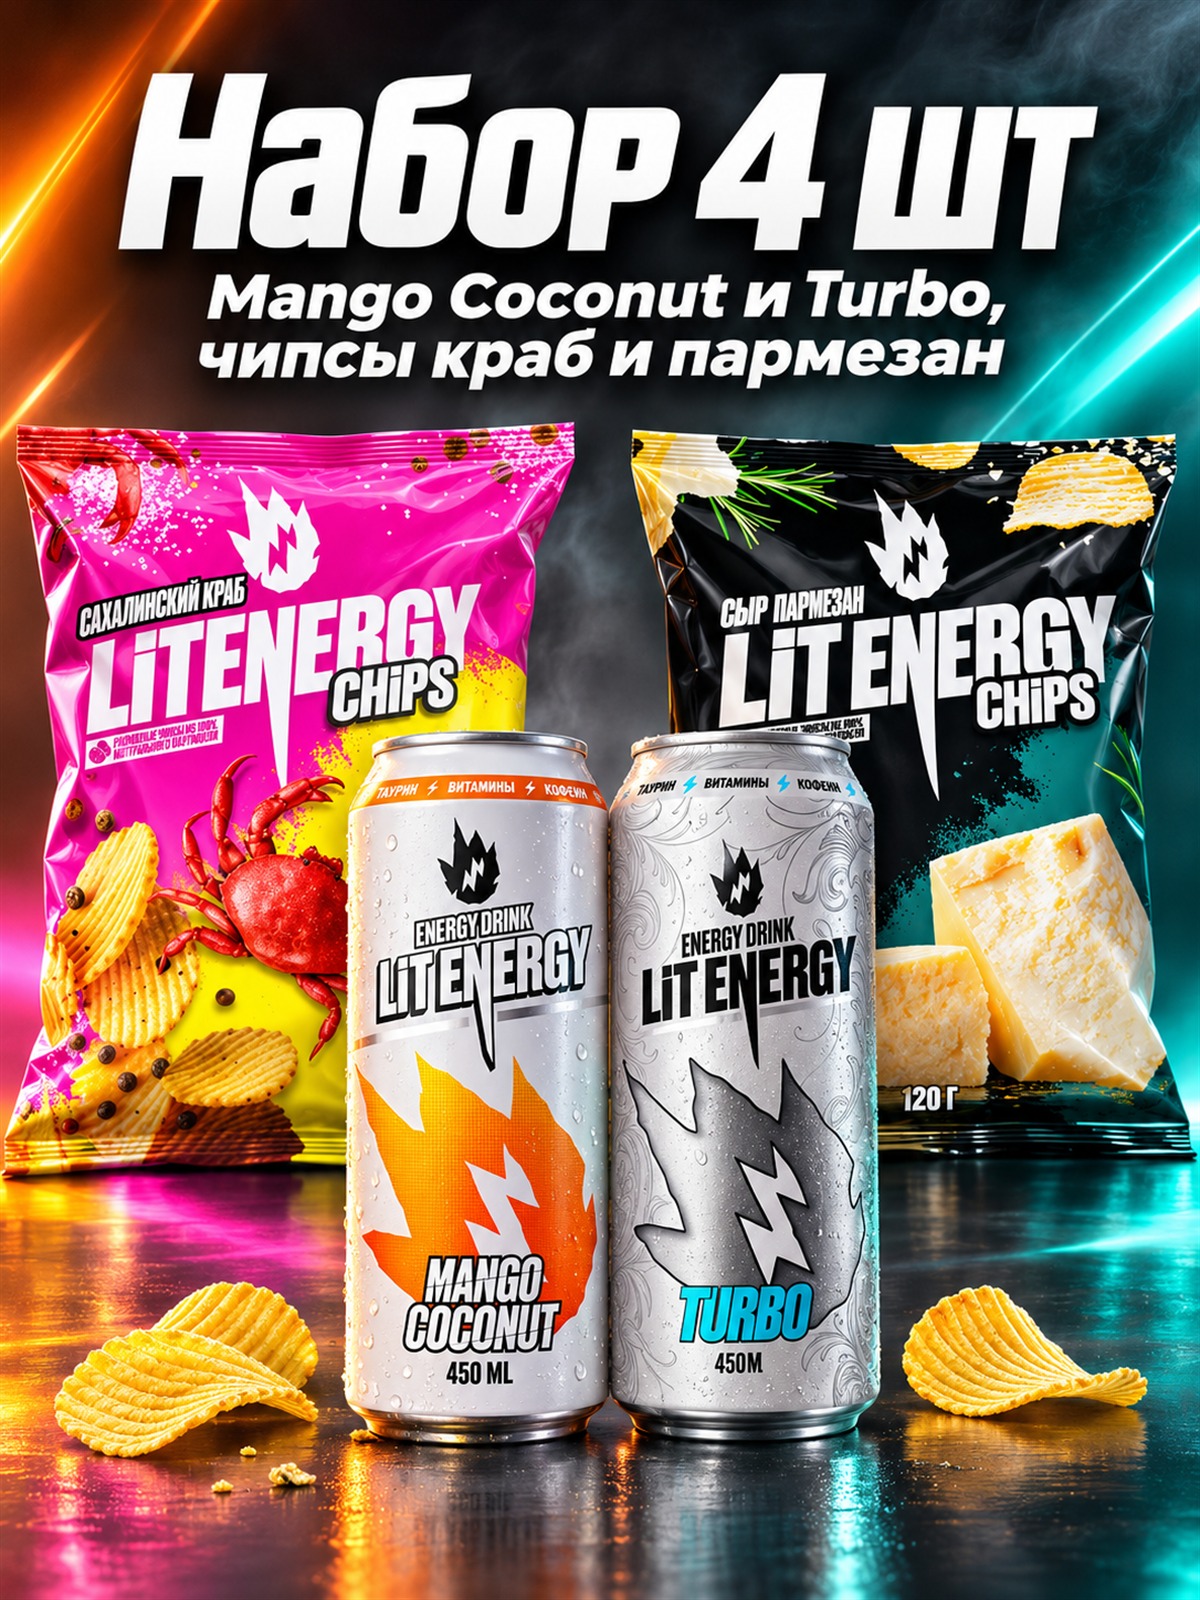 Набор 4 шт
Mango Coconut и Turbo,
чипсы краб и пармезан
САХАЛИНСКИЙ КРАБ
LITENERGY
CHIPS
СЫР ПАРМЕЗАН
LIT ENERGY
CHIPS
120 Г
ТАУРИН ВИТАМИНЫ КОФЕИН
ENERGY DRINK
LIT ENERGY
MANGO
COCONUT
450 ML
ТАУРИН ВИТАМИНЫ КОФЕИН
ENERGY DRINK
LIT ENERGY
TURBO
450М